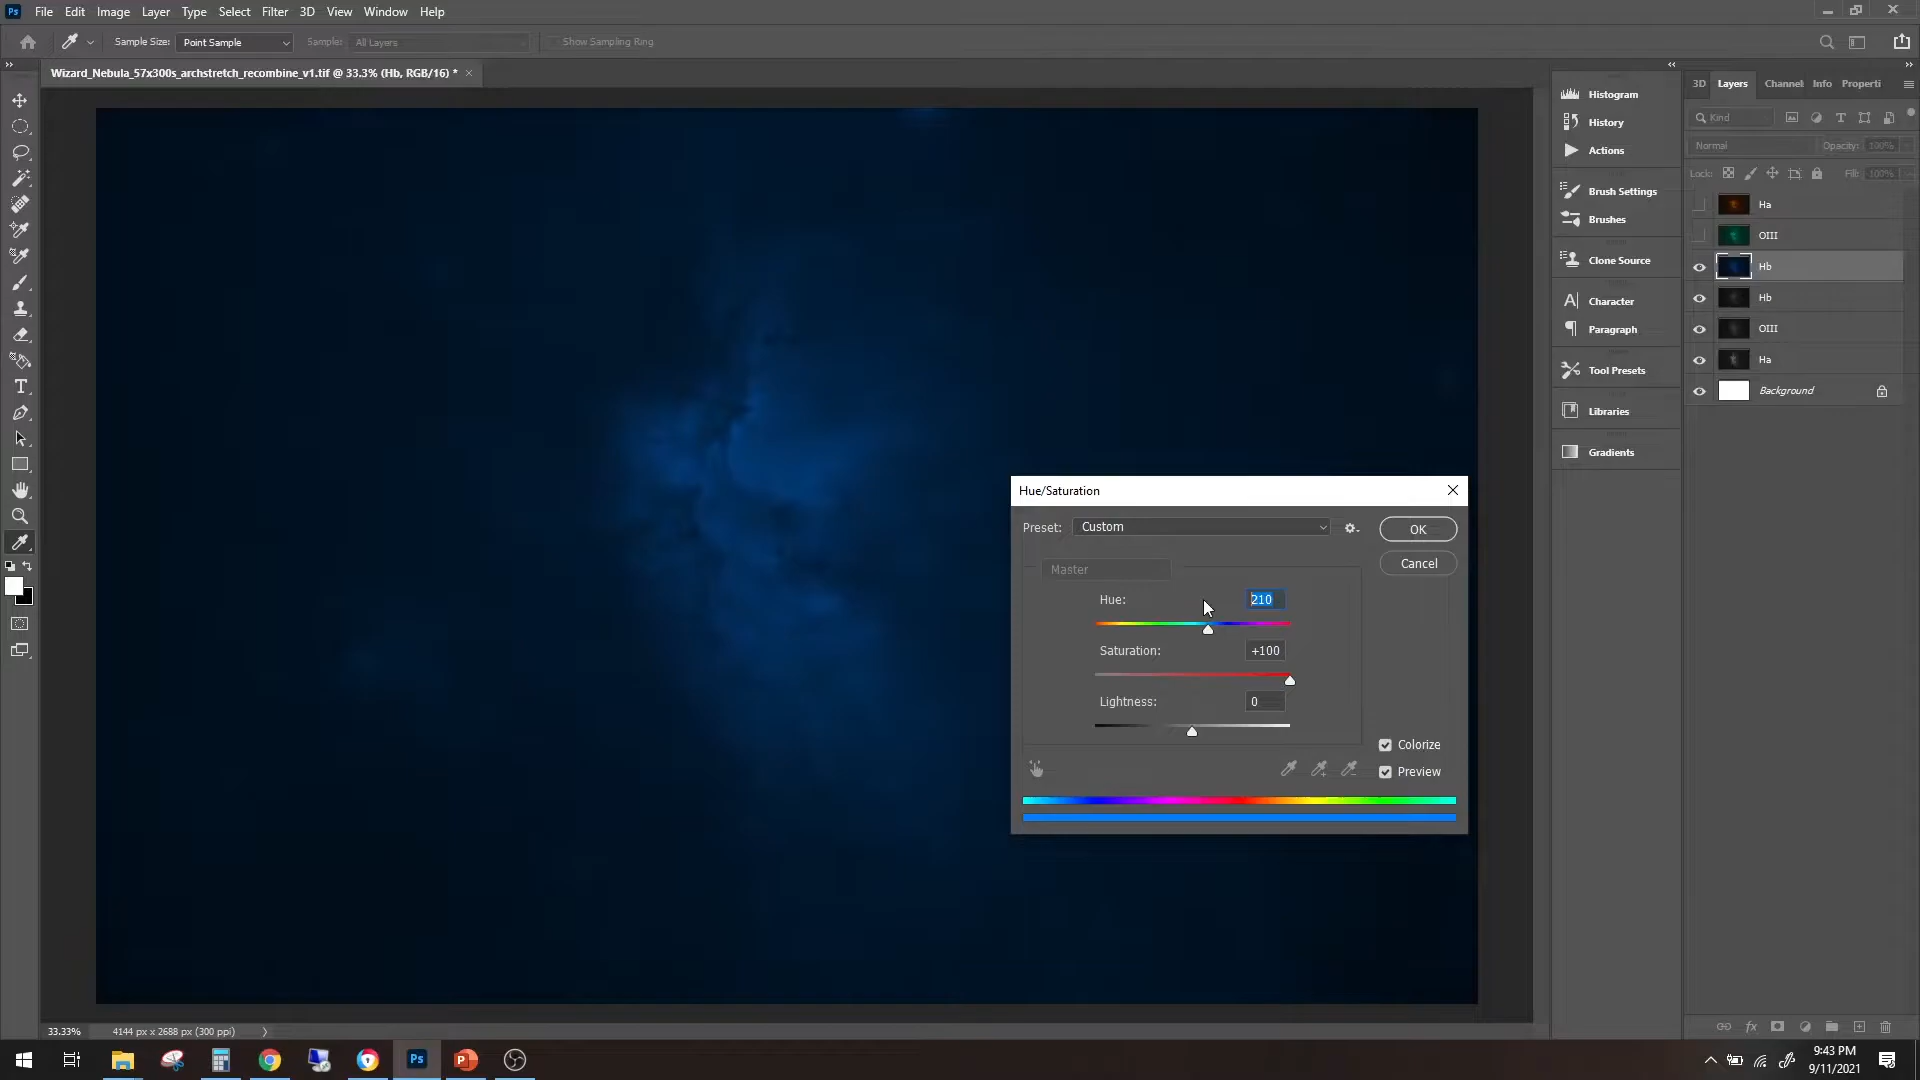 Ps File Edit Image Layer Type Select Filter 3D View Window Help
Sample Size: Point Sample Sample: All Layers Show Sampling Ring
Wizard_Nebula_57x300s_archstretch_recombine_v1.tif @ 33.3% (Hb, RGB/16) *
Histogram
History
Actions
Brush Settings
Brushes
Clone Source
Character
Paragraph
Tool Presets
Libraries
Gradients
3D Layers Channel Info Properti
Kind
Normal Opacity: 100%
Lock: Fill: 100%
Ha
OIII
Hb
Hb
OIII
Ha
Background
Hue/Saturation
Preset: Custom OK
Cancel
Master
Hue: 210
Saturation: +100
Lightness: 0
Colorize
Preview
33.33% 4144 px x 2688 px (300 ppi)
Ps P
9:43 PM
9/11/2021